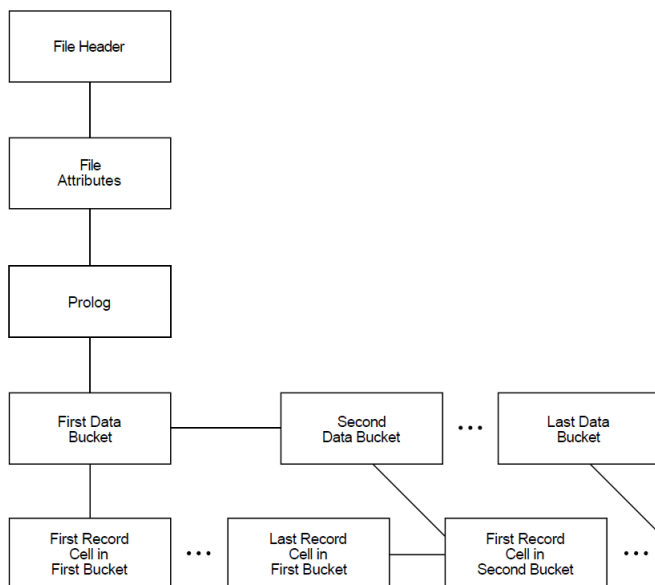 File Header
File
Attributes
Prolog
First Data
Bucket
Second
Data Bucket
•••
Last Data
Bucket
First Record
Cell in
First Bucket
•••
Last Record
Cell in
First Bucket
First Record
Cell in
Second Bucket
•••